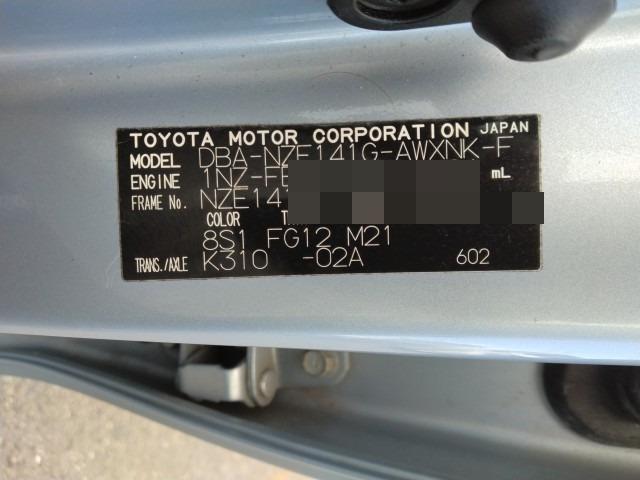 TOYOTA MOTOR CORPORATION JAPAN
MODEL DBA-NZE141G-AWXNK-F
ENGINE 1NZ-FE mL
FRAME No. NZE14
COLOR
8S1 FG12 M21
TRANS./AXLE K310 -02A 602